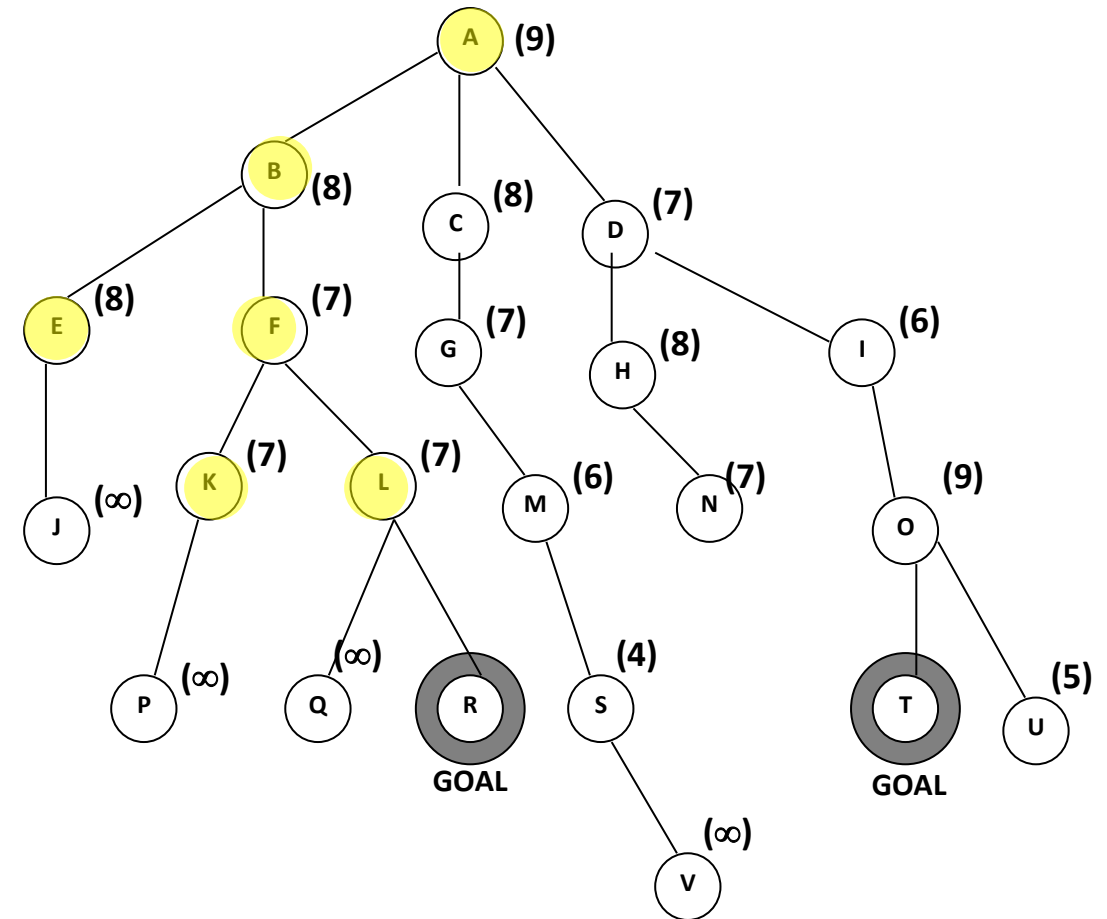 A (9)
B (8)
C (8)
D (7)
E (8)
F (7)
G (7)
H (8)
I (6)
J (∞)
K (7)
L (7)
M (6)
N (7)
O (9)
P (∞)
Q (∞)
R
GOAL
S (4)
T
GOAL
U (5)
V (∞)